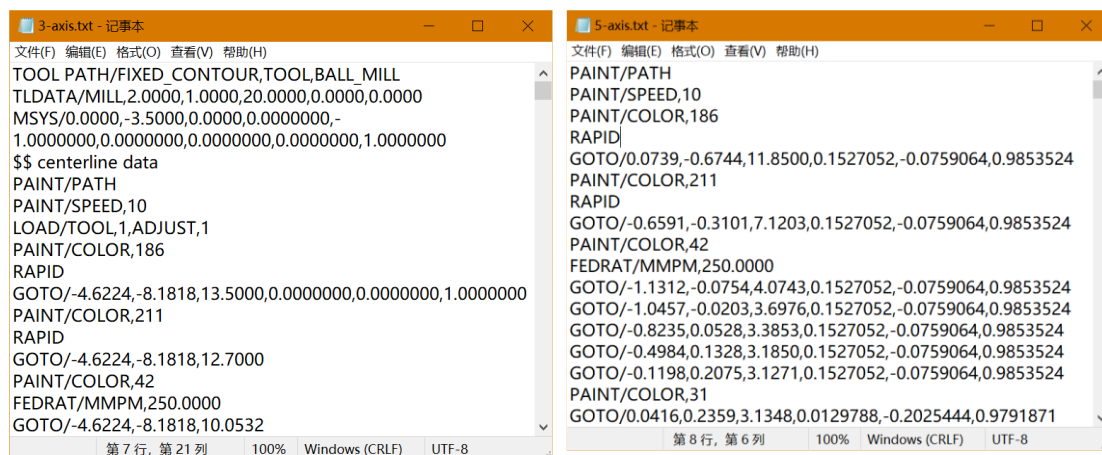 3-axis.txt - 记事本
文件(F) 编辑(E) 格式(O) 查看(V) 帮助(H)
TOOL PATH/FIXED_CONTOUR,TOOL,BALL_MILL
TLDATA/MILL,2.0000,1.0000,20.0000,0.0000,0.0000
MSYS/0.0000,-3.5000,0.0000,0.0000000,-
1.0000000,0.0000000,0.0000000,0.0000000,1.0000000
$$ centerline data
PAINT/PATH
PAINT/SPEED,10
LOAD/TOOL,1,ADJUST,1
PAINT/COLOR,186
RAPID
GOTO/-4.6224,-8.1818,13.5000,0.0000000,0.0000000,1.0000000
PAINT/COLOR,211
RAPID
GOTO/-4.6224,-8.1818,12.7000
PAINT/COLOR,42
FEDRAT/MMPM,250.0000
GOTO/-4.6224,-8.1818,10.0532
第 7 行，第 21 列 100% Windows (CRLF) UTF-8
5-axis.txt - 记事本
文件(F) 编辑(E) 格式(O) 查看(V) 帮助(H)
PAINT/PATH
PAINT/SPEED,10
PAINT/COLOR,186
RAPID
GOTO/0.0739,-0.6744,11.8500,0.1527052,-0.0759064,0.9853524
PAINT/COLOR,211
RAPID
GOTO/-0.6591,-0.3101,7.1203,0.1527052,-0.0759064,0.9853524
PAINT/COLOR,42
FEDRAT/MMPM,250.0000
GOTO/-1.1312,-0.0754,4.0743,0.1527052,-0.0759064,0.9853524
GOTO/-1.0457,-0.0203,3.6976,0.1527052,-0.0759064,0.9853524
GOTO/-0.8235,0.0528,3.3853,0.1527052,-0.0759064,0.9853524
GOTO/-0.4984,0.1328,3.1850,0.1527052,-0.0759064,0.9853524
GOTO/-0.1198,0.2075,3.1271,0.1527052,-0.0759064,0.9853524
PAINT/COLOR,31
GOTO/0.0416,0.2359,3.1348,0.0129788,-0.2025444,0.9791871
第 8 行，第 6 列 100% Windows (CRLF) UTF-8